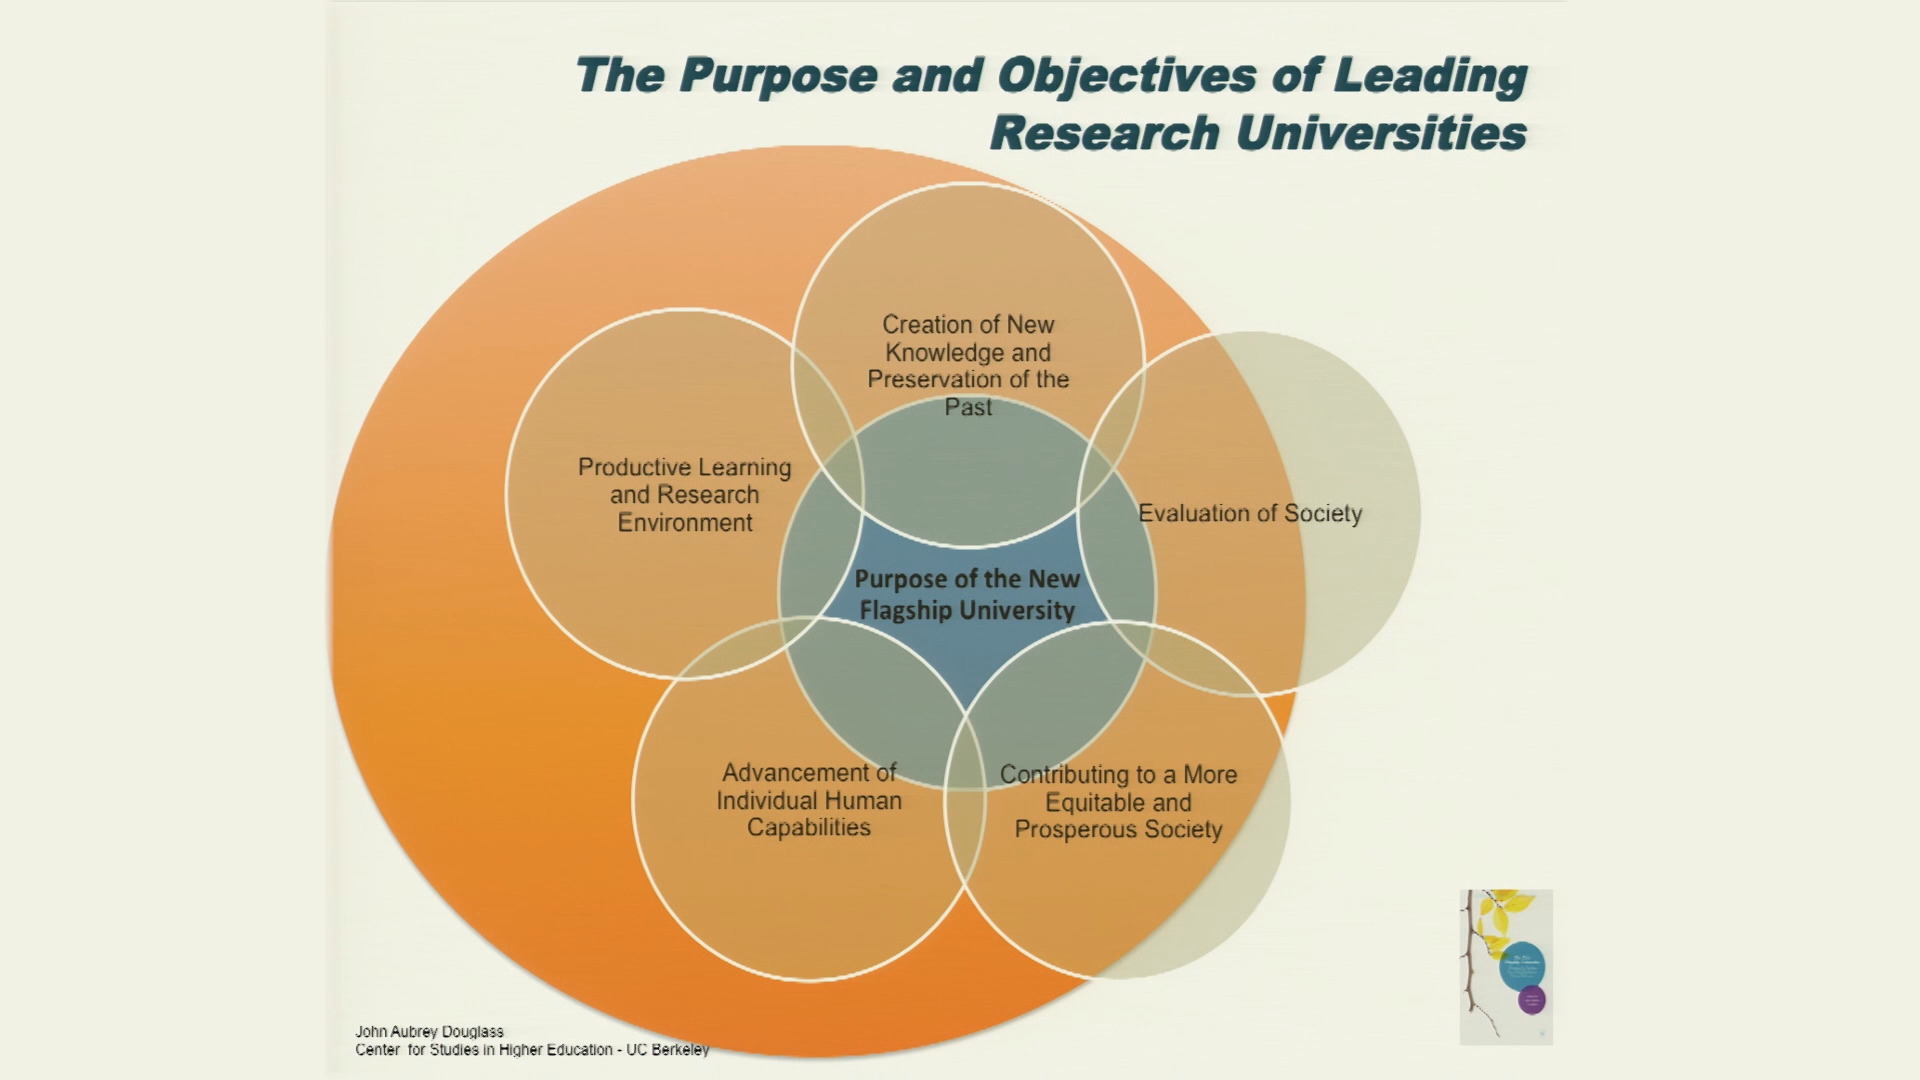 The Purpose and Objectives of Leading
Research Universities
Creation of New
Knowledge and
Preservation of the
Past
Productive Learning
and Research
Environment
Evaluation of Society
Purpose of the New
Flagship University
Advancement of
Individual Human
Capabilities
Contributing to a More
Equitable and
Prosperous Society
John Aubrey Douglass
Center for Studies in Higher Education - UC Berkeley